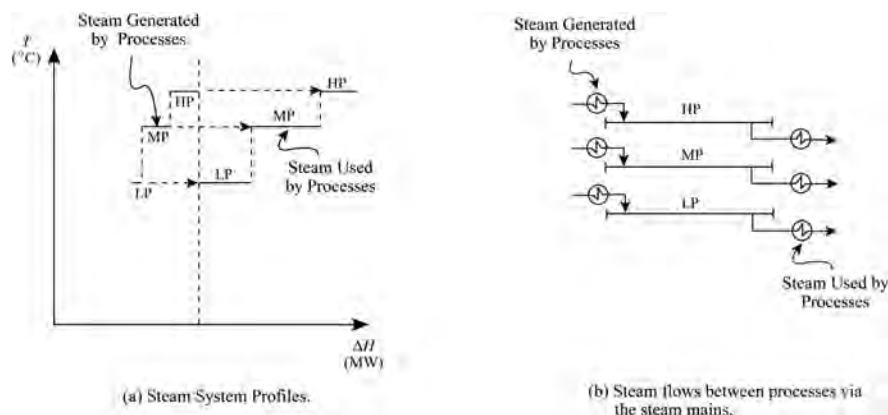 Steam Generated
by Processes
T
(°C)
HP
HP
MP
MP
LP
LP
Steam Used
by Processes
ΔH
(MW)
(a) Steam System Profiles.
Steam Generated
by Processes
HP
MP
LP
Steam Used by
Processes
(b) Steam flows between processes via
the steam mains.